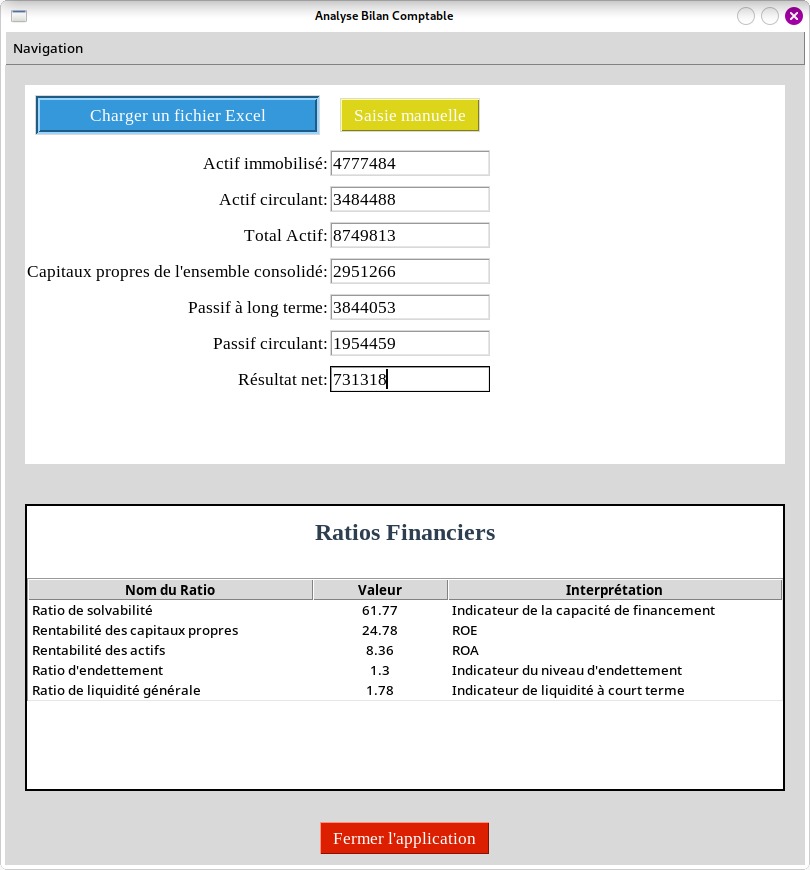 Analyse Bilan Comptable
Navigation
Charger un fichier Excel Saisie manuelle
Actif immobilisé: 4777484
Actif circulant: 3484488
Total Actif: 8749813
Capitaux propres de l'ensemble consolidé: 2951266
Passif à long terme: 3844053
Passif circulant: 1954459
Résultat net: 731318
Ratios Financiers
Nom du Ratio Valeur Interprétation
Ratio de solvabilité 61.77 Indicateur de la capacité de financement
Rentabilité des capitaux propres 24.78 ROE
Rentabilité des actifs 8.36 ROA
Ratio d'endettement 1.3 Indicateur du niveau d'endettement
Ratio de liquidité générale 1.78 Indicateur de liquidité à court terme
Fermer l'application